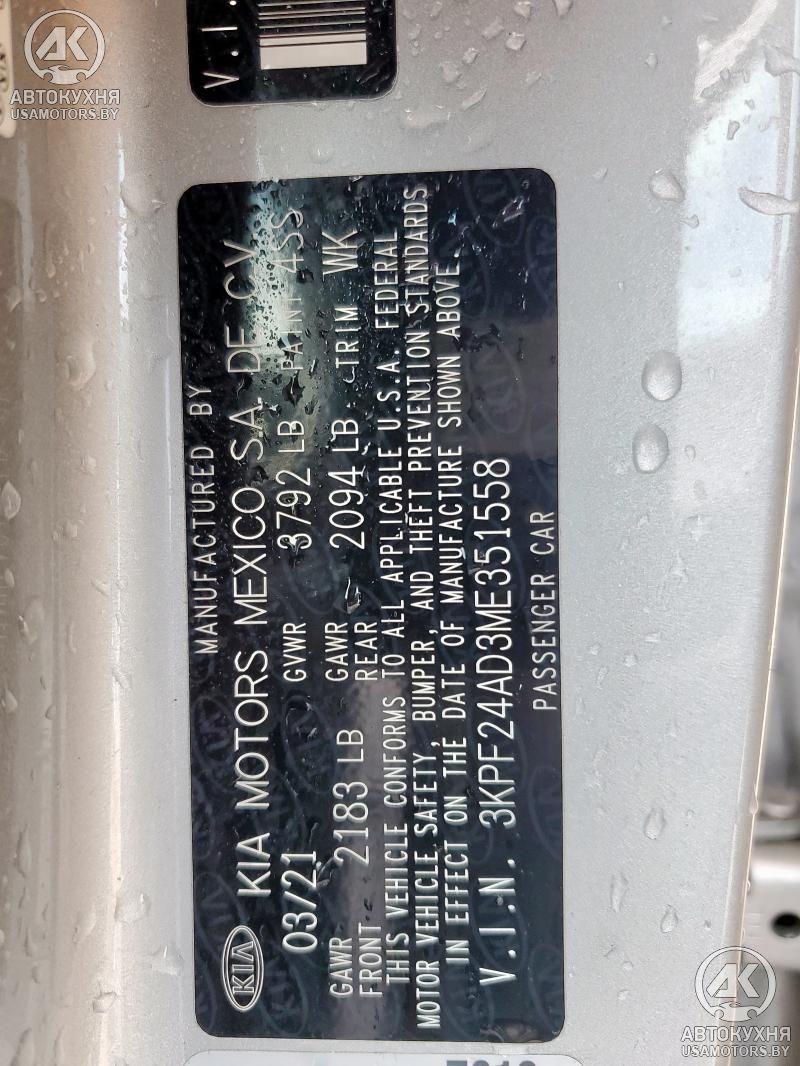 АВТОКУХНЯ
USAMOTORS.BY
V.I.
KIA
MANUFACTURED BY
KIA MOTORS MEXICO S.A. DE C.V.
03/21 GVWR 3792 LB PAINT 4SS
GAWR FRONT 2183 LB GAWR REAR 2094 LB TRIM WK
THIS VEHICLE CONFORMS TO ALL APPLICABLE U.S.A. FEDERAL
MOTOR VEHICLE SAFETY, BUMPER, AND THEFT PREVENTION STANDARDS
IN EFFECT ON THE DATE OF MANUFACTURE SHOWN ABOVE.
V.I.N. 3KPF24AD3ME351558
PASSENGER CAR
АВТОКУХНЯ
USAMOTORS.BY